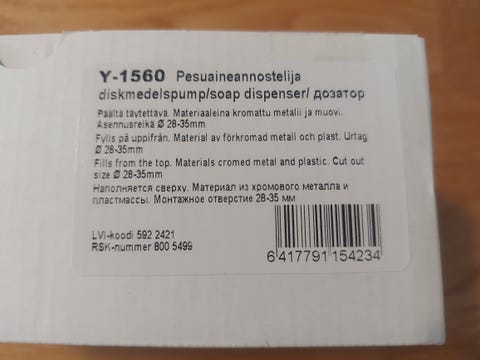 Y-1560 Pesuaineannostelija
diskmedelspump/soap dispenser/ дозатор
Päältä täytettävä. Materiaaleina kromattu metalli ja muovi.
Asennusreikä Ø 28-35mm
Fylls på uppifrån. Material av förkromad metall och plast. Urtag
Ø 28-35mm
Fills from the top. Materials cromed metal and plastic. Cut out
size Ø 28-35mm
Наполняется сверху. Материал из хромового металла и
пластмассы. Монтажное отверстие 28-35 мм
LVI-koodi 592 2421
RSK-nummer 800 5499
6 417791 154234